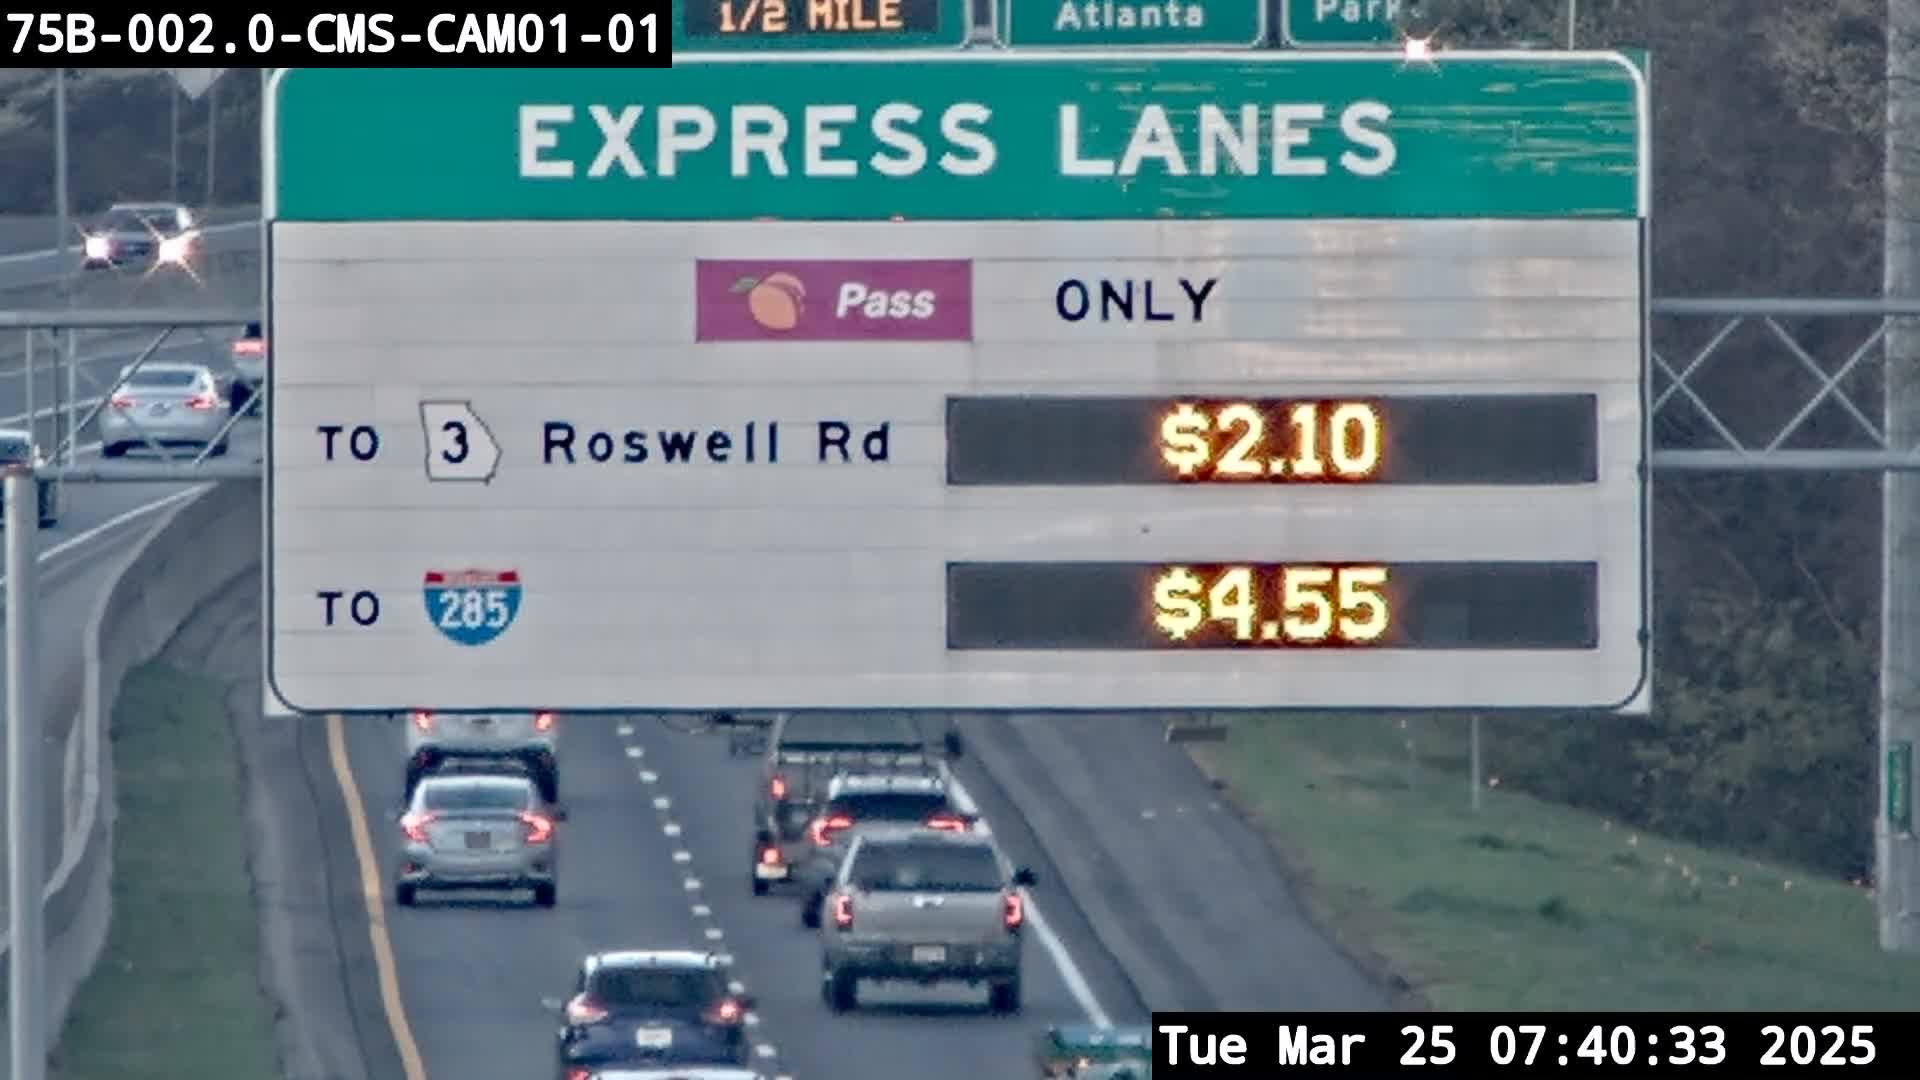 75B-002.0-CMS-CAM01-01
1/2 MILE
Atlanta
Park
EXPRESS LANES
Pass ONLY
TO 3 Roswell Rd $2.10
TO 285 $4.55
Tue Mar 25 07:40:33 2025